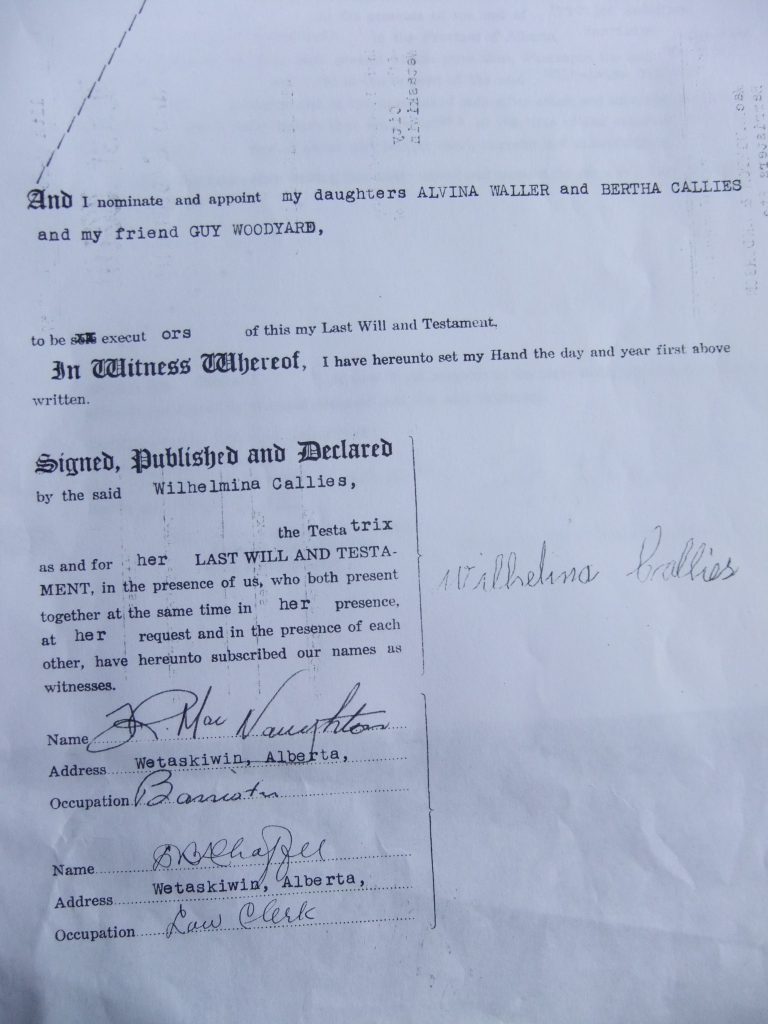 And I nominate and appoint my daughters ALVINA WALLER and BERTHA CALLIES
and my friend GUY WOODYARD,
to be execut ors of this my Last Will and Testament.
In Witness Whereof, I have hereunto set my Hand the day and year first above
written.
Signed, Published and Declared
by the said Wilhelmina Callies,
the Testa trix
as and for her LAST WILL AND TESTA-
MENT, in the presence of us, who both present
together at the same time in her presence,
at her request and in the presence of each
other, have hereunto subscribed our names as
witnesses.
Wilhelina Callies
Name MacNaughton
Address Wetaskiwin, Alberta,
Occupation Barrister
Name
Address Wetaskiwin, Alberta,
Occupation Law Clerk